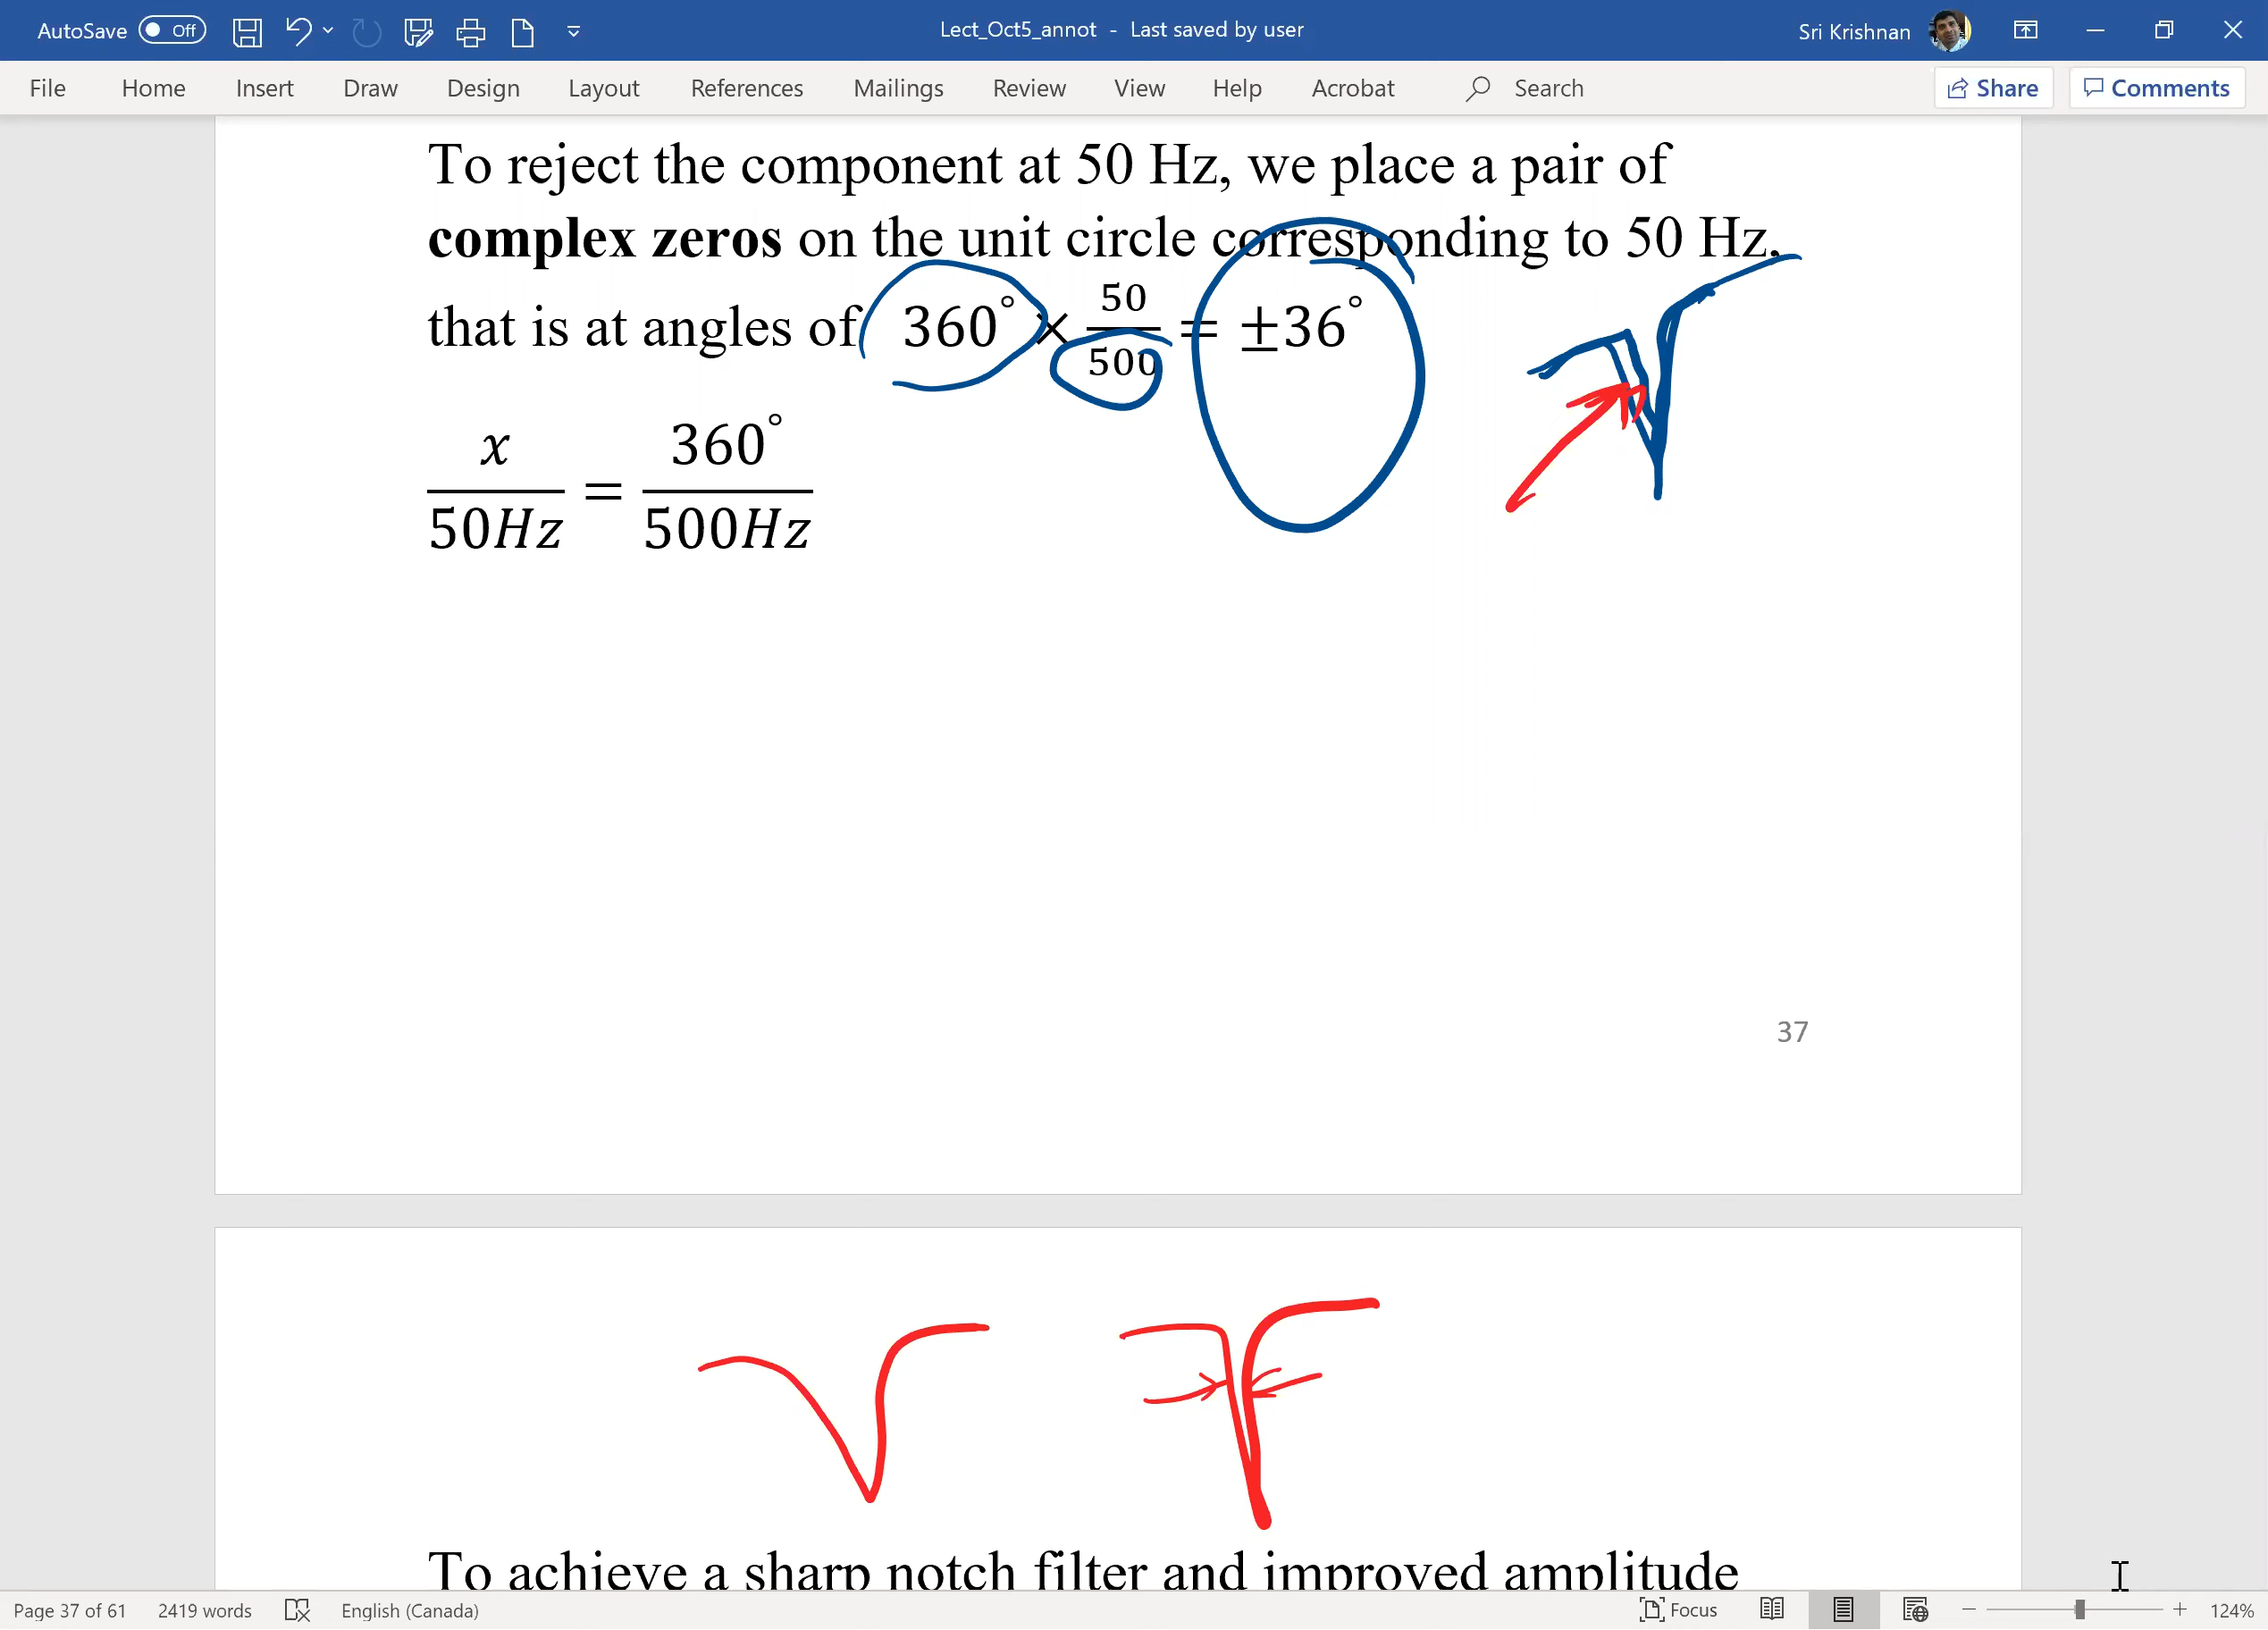 AutoSave Off Lect_Oct5_annot - Last saved by user Sri Krishnan
File Home Insert Draw Design Layout References Mailings Review View Help Acrobat Search Share Comments
To reject the component at 50 Hz, we place a pair of
complex zeros on the unit circle corresponding to 50 Hz,
that is at angles of 360° × 50/500 = ±36°
x/50Hz = 360°/500Hz
37
To achieve a sharp notch filter and improved amplitude
Page 37 of 61 2419 words English (Canada) Focus 124%